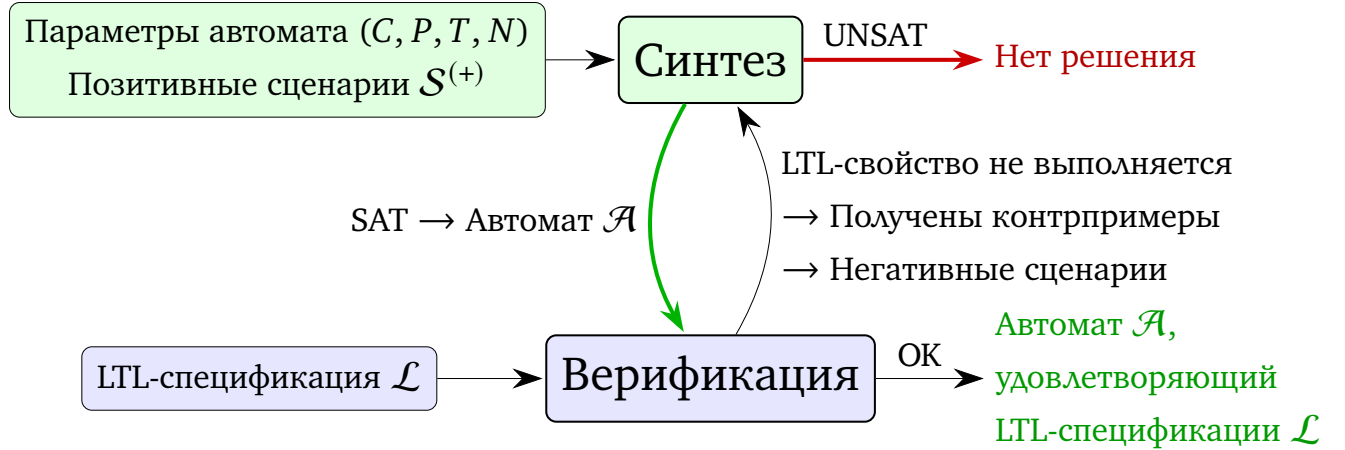 Параметры автомата (C, P, T, N)
Позитивные сценарии 𝓢⁽⁺⁾
Синтез
UNSAT
Нет решения
SAT → Автомат 𝒜
LTL-свойство не выполняется
→ Получены контрпримеры
→ Негативные сценарии
LTL-спецификация 𝓛
Верификация
OK
Автомат 𝒜,
удовлетворяющий
LTL-спецификации 𝓛